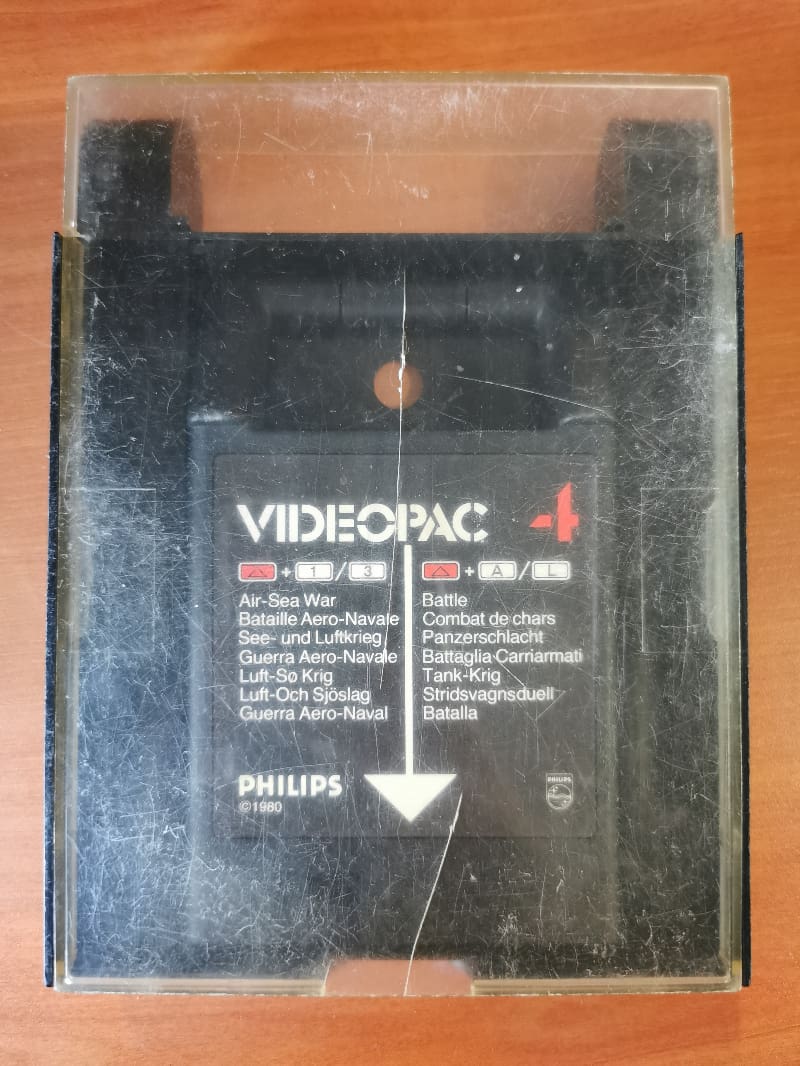 VIDEOPAC 4
△ + 1 / 3
△ + A / L
Air-Sea War
Bataille Aero-Navale
See- und Luftkrieg
Guerra Aero-Navale
Luft-Sø Krig
Luft-Och Sjöslag
Guerra Aero-Naval
Battle
Combat de chars
Panzerschlacht
Battaglia Carriarmati
Tank-Krig
Stridsvagnsduell
Batalla
PHILIPS
©1980
PHILIPS